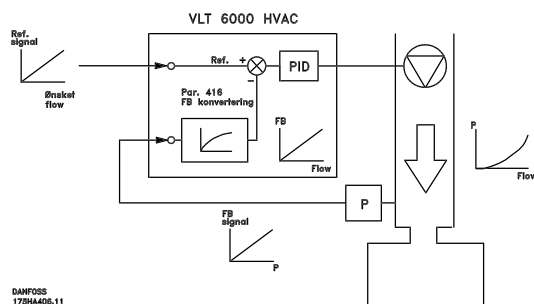 VLT 6000 HVAC
Ref.
signal
Ønsket
flow
Ref.
+
−
PID
Par. 416
FB konvertering
FB
Flow
P
Flow
P
FB
signal
P
DANFOSS
175HA406.11